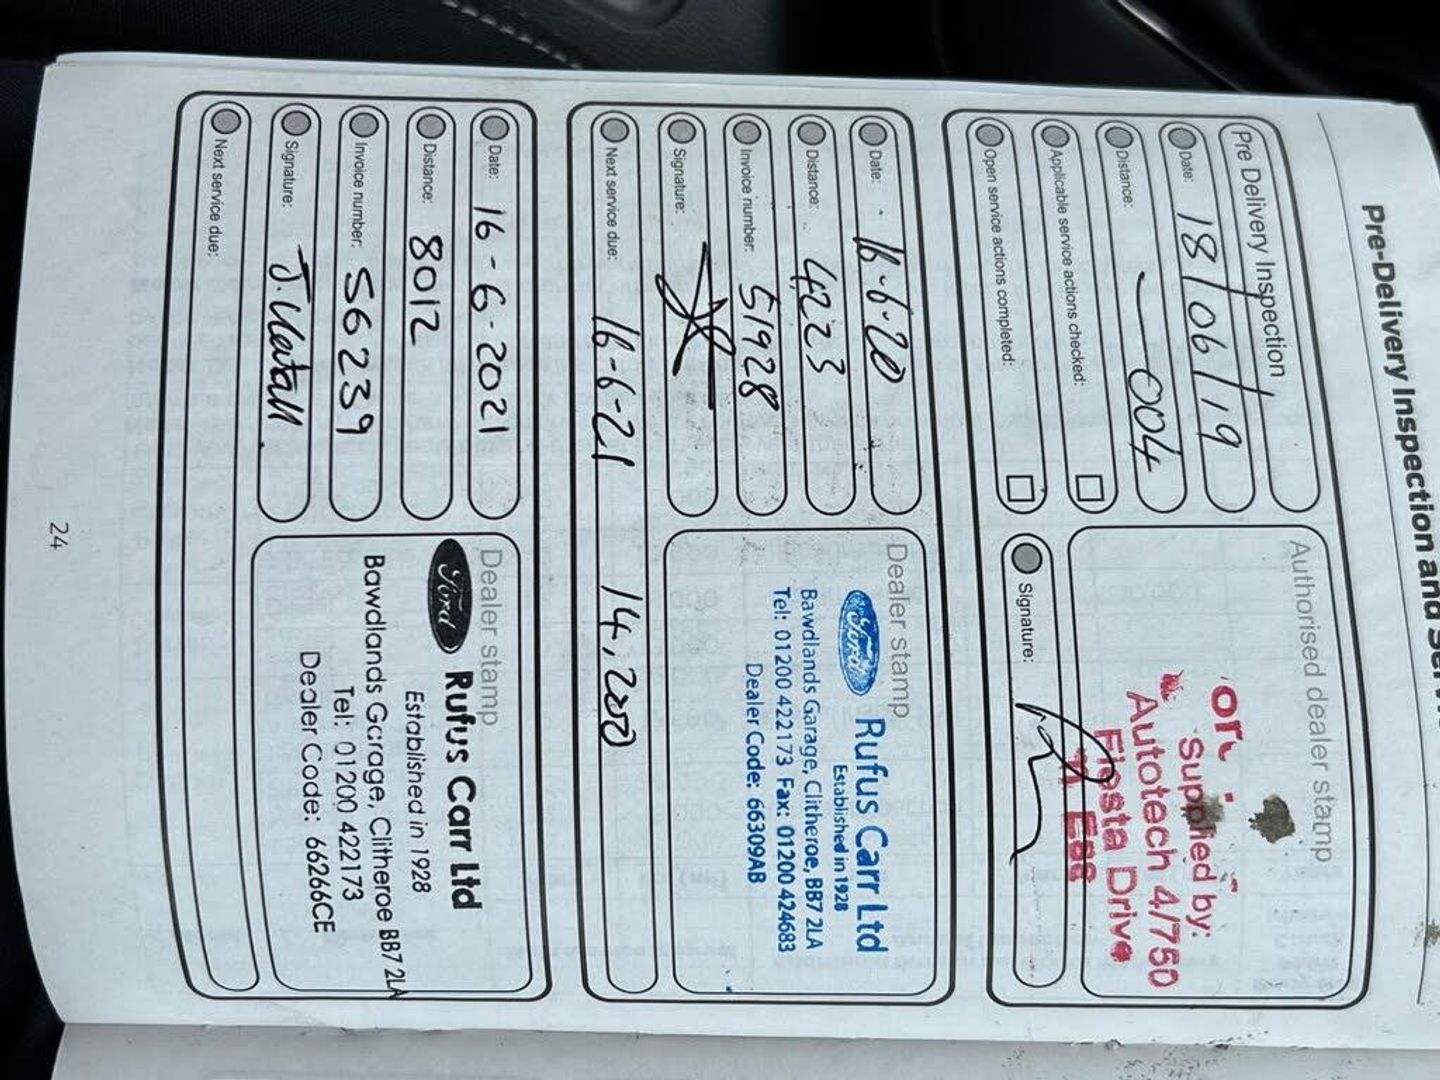 Pre-Delivery Inspection and
Pre Delivery Inspection
Date: 18/06/19
Distance: 004
Applicable service actions checked:
Open service actions completed:
Authorised dealer stamp
Supplied by:
Autotech 4/750
Fiesta Drive
Signature:
Date: 16-6-20
Distance: 4223
Invoice number: 51928
Signature:
Next service due: 16-6-21 14,200
Dealer stamp
Ford Rufus Carr Ltd
Established in 1928
Bawdlands Garage, Clitheroe, BB7 2LA
Tel: 01200 422173 Fax: 01200 424683
Dealer Code: 66309AB
Date: 16-6-2021
Distance: 8012
Invoice number: 56239
Signature:
Next service due:
Dealer stamp
Ford Rufus Carr Ltd
Established in 1928
Bawdlands Garage, Clitheroe BB7 2LA
Tel: 01200 422173
Dealer Code: 66266CE
24